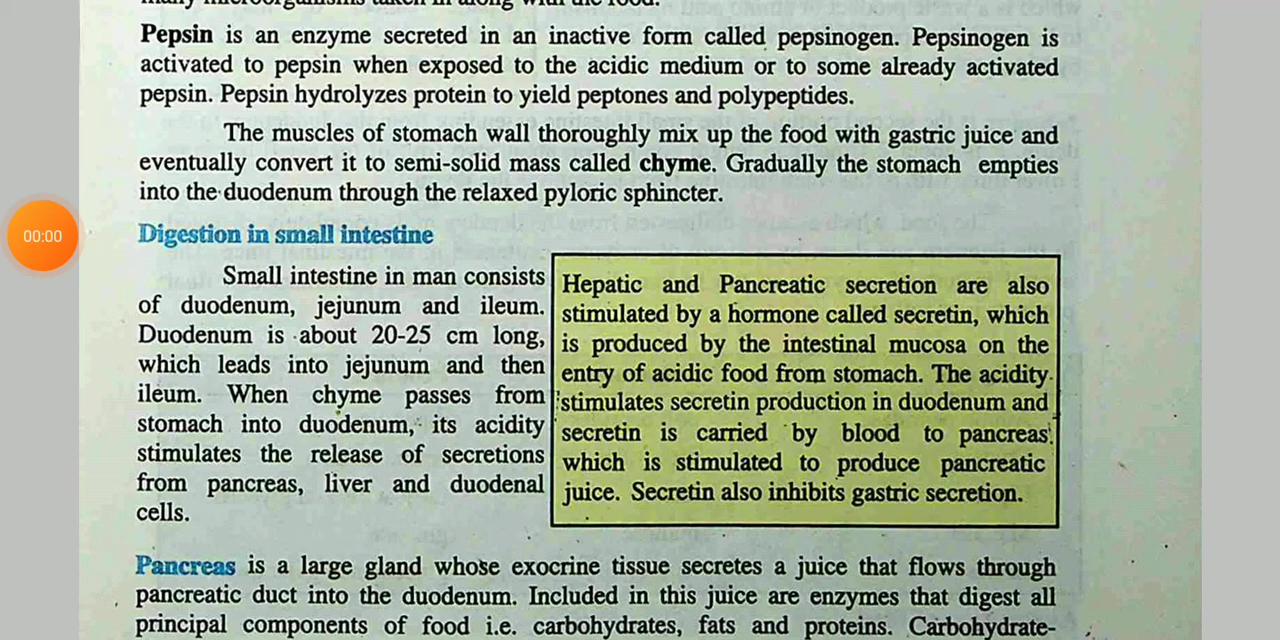 many microorganisms taken in along with the food.
Pepsin is an enzyme secreted in an inactive form called pepsinogen. Pepsinogen is
activated to pepsin when exposed to the acidic medium or to some already activated
pepsin. Pepsin hydrolyzes protein to yield peptones and polypeptides.
The muscles of stomach wall thoroughly mix up the food with gastric juice and
eventually convert it to semi-solid mass called chyme. Gradually the stomach empties
into the duodenum through the relaxed pyloric sphincter.
00:00
Digestion in small intestine
Small intestine in man consists
of duodenum, jejunum and ileum.
Duodenum is about 20-25 cm long,
which leads into jejunum and then
ileum. When chyme passes from
stomach into duodenum, its acidity
stimulates the release of secretions
from pancreas, liver and duodenal
cells.
Hepatic and Pancreatic secretion are also
stimulated by a hormone called secretin, which
is produced by the intestinal mucosa on the
entry of acidic food from stomach. The acidity
stimulates secretin production in duodenum and
secretin is carried by blood to pancreas
which is stimulated to produce pancreatic
juice. Secretin also inhibits gastric secretion.
Pancreas is a large gland whose exocrine tissue secretes a juice that flows through
pancreatic duct into the duodenum. Included in this juice are enzymes that digest all
principal components of food i.e. carbohydrates, fats and proteins. Carbohydrate-